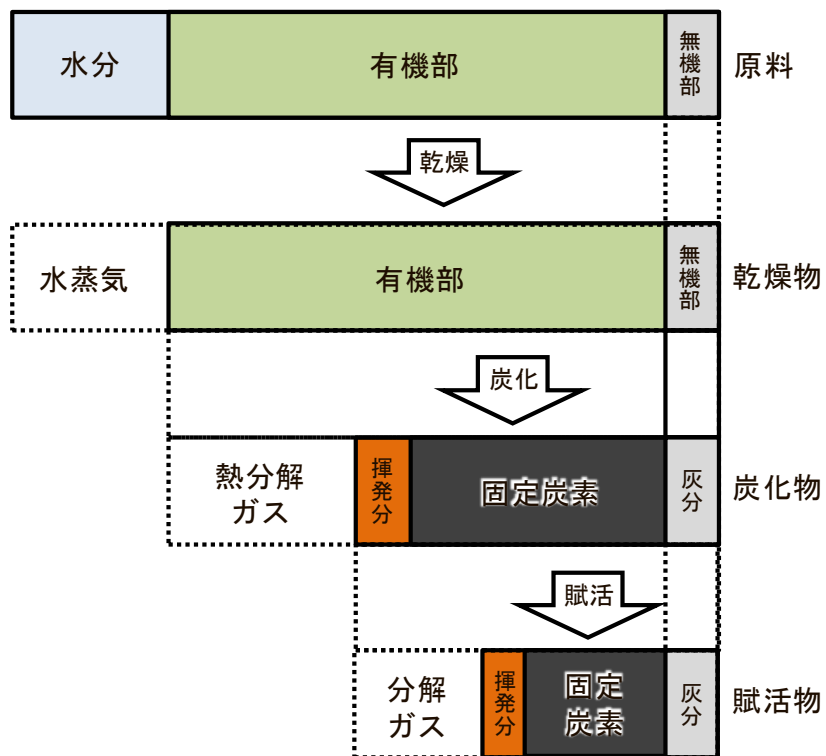 水分
有機部
無機部
原料
乾燥
水蒸気
有機部
無機部
乾燥物
炭化
熱分解
ガス
揮発分
固定炭素
灰分
炭化物
賦活
分解
ガス
揮発分
固定
炭素
灰分
賦活物